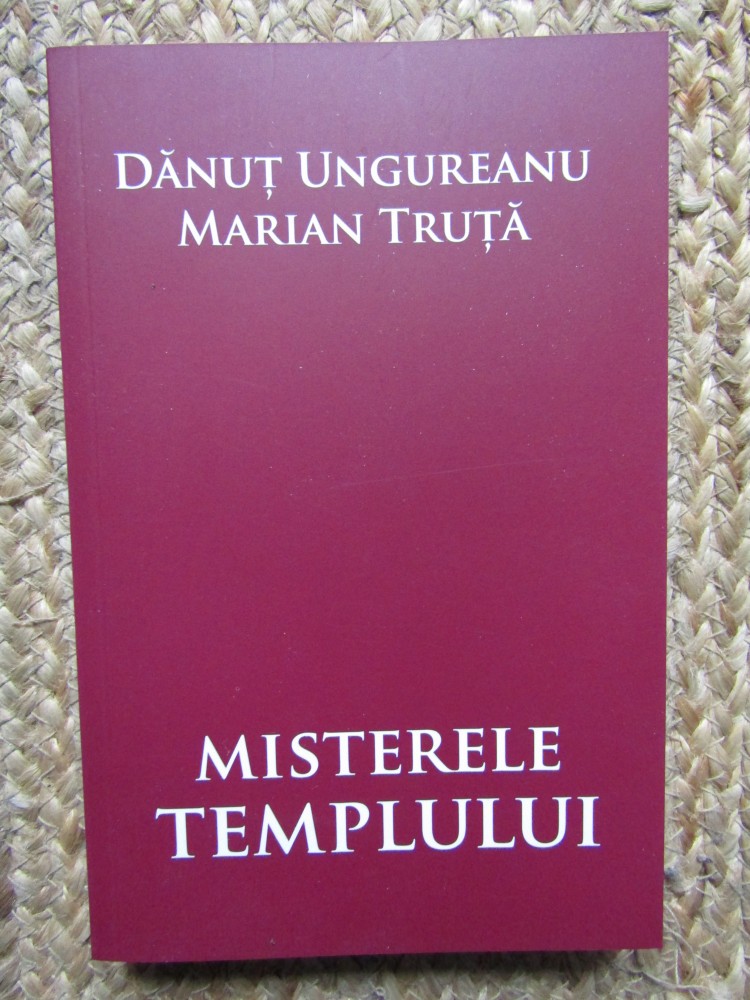 DĂNUȚ UNGUREANU
MARIAN TRUȚĂ
MISTERELE
TEMPLULUI